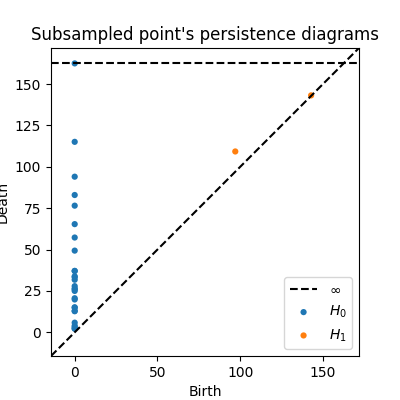 Subsampled point's persistence diagrams
150
125
100
75
50
25
0
Death
0 50 100 150
Birth
∞
H₀
H₁